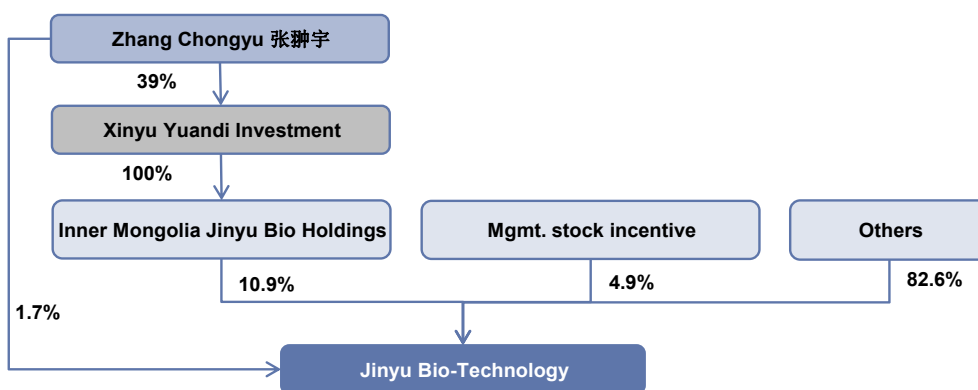 Zhang Chongyu 张翀宇
39%
Xinyu Yuandi Investment
100%
Inner Mongolia Jinyu Bio Holdings
Mgmt. stock incentive
Others
10.9%
4.9%
82.6%
1.7%
Jinyu Bio-Technology